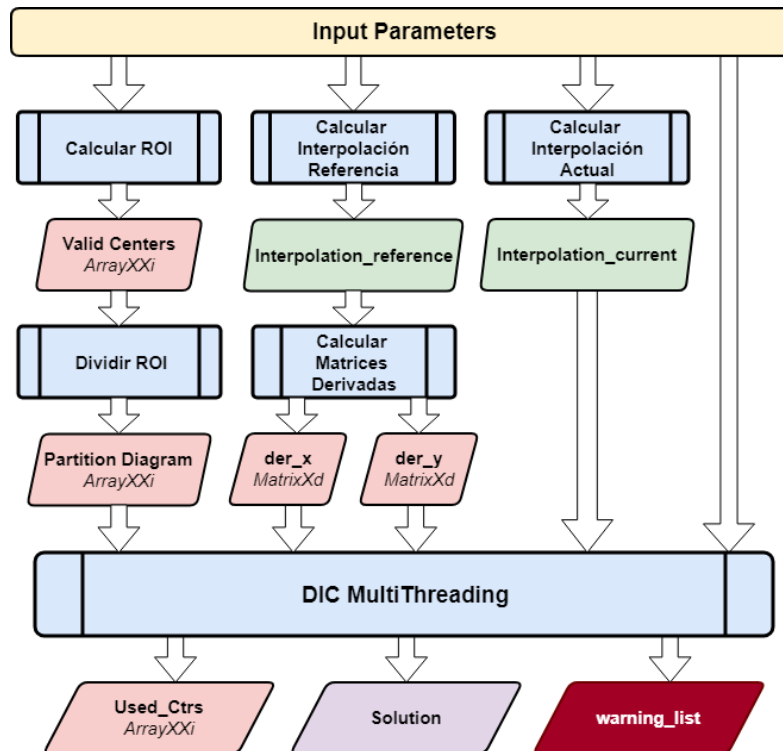 Input Parameters
Calcular ROI
Calcular
Interpolación
Referencia
Calcular
Interpolación
Actual
Valid Centers
ArrayXXi
Interpolation_reference
Interpolation_current
Dividir ROI
Calcular
Matrices
Derivadas
Partition Diagram
ArrayXXi
der_x
MatrixXd
der_y
MatrixXd
DIC MultiThreading
Used_Ctrs
ArrayXXi
Solution
warning_list